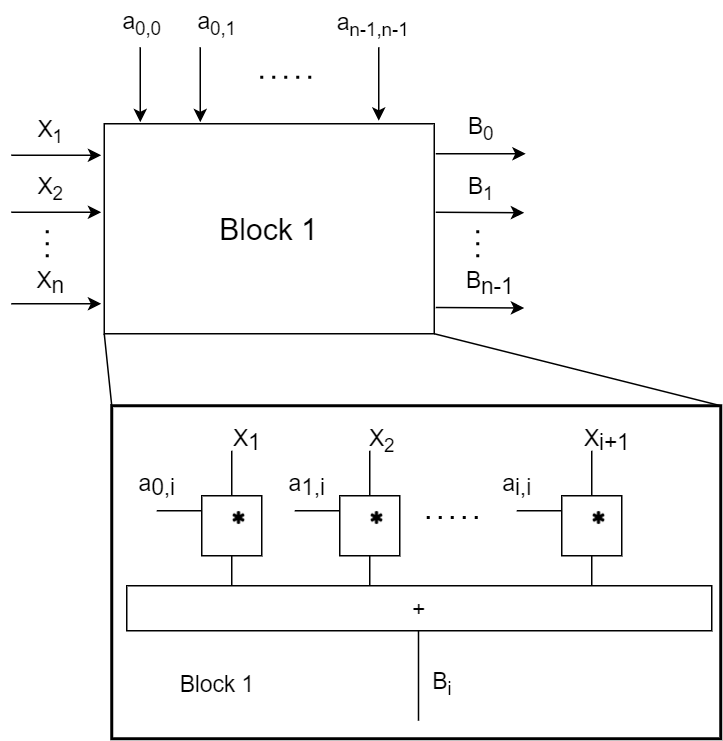 a0,0 a0,1 an-1,n-1
.....
X1 B0
X2 B1
Block 1
Xn Bn-1
X1 X2 Xi+1
a0,i a1,i ai,i
* * ..... *
+
Block 1 Bi